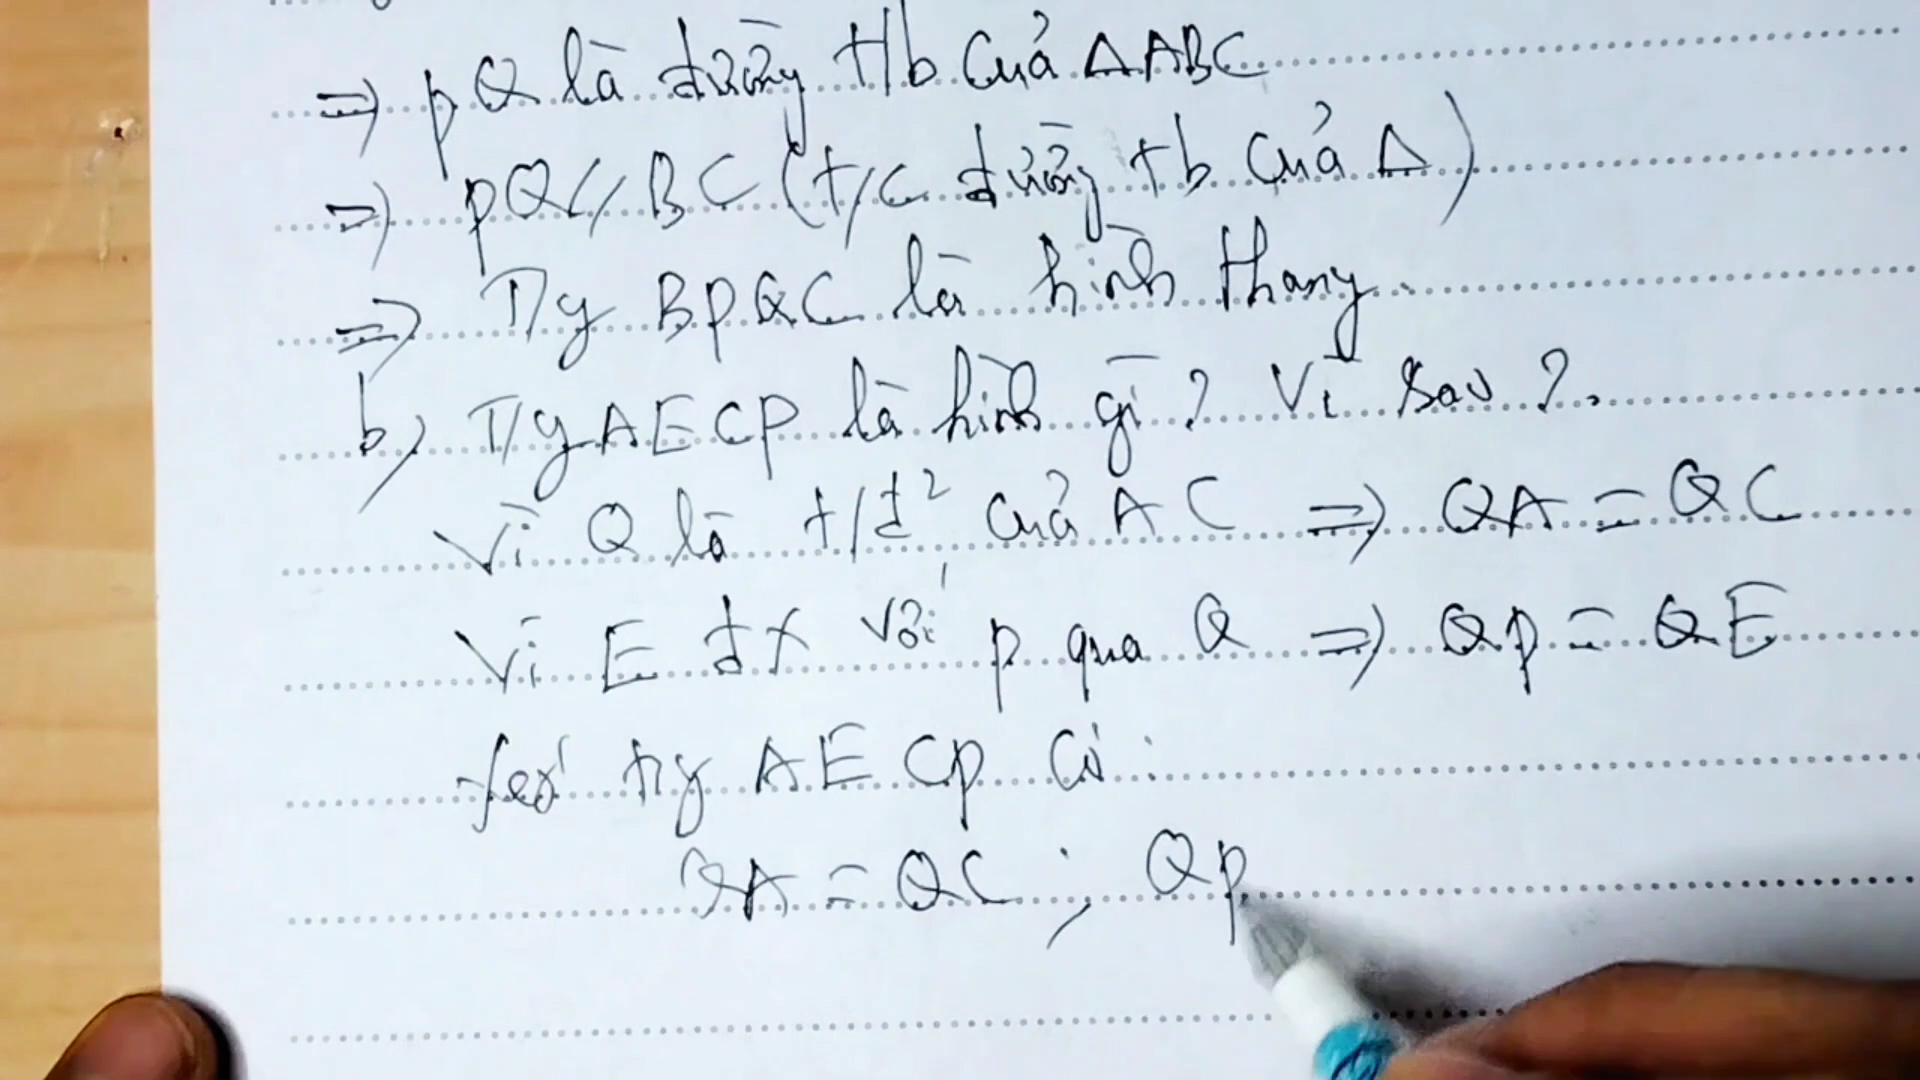 =) PQ là đường t/b của ΔABC
=) PQ // BC (t/c đường tb của Δ)
=) T/g BPQC là hình thang.
b) T/g AECP là hình gì? Vì sao?.
Vì Q là t/đ² của AC =) QA = QC
Vì E đx với P qua Q =) QP = QE
Xét t/g AECP có:
QA = QC ; QP